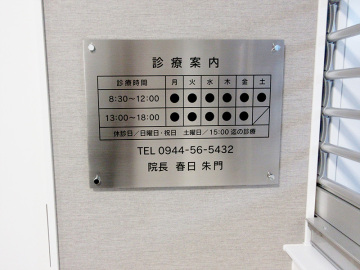 診療案内
診療時間 月 火 水 木 金 土
8:30～12:00 ● ● ● ● ● ●
13:00～18:00 ● ● ● ● ● ／
休診日／日曜日・祝日 土曜日／15:00迄の診療
TEL 0944-56-5432
院長 春日 朱門